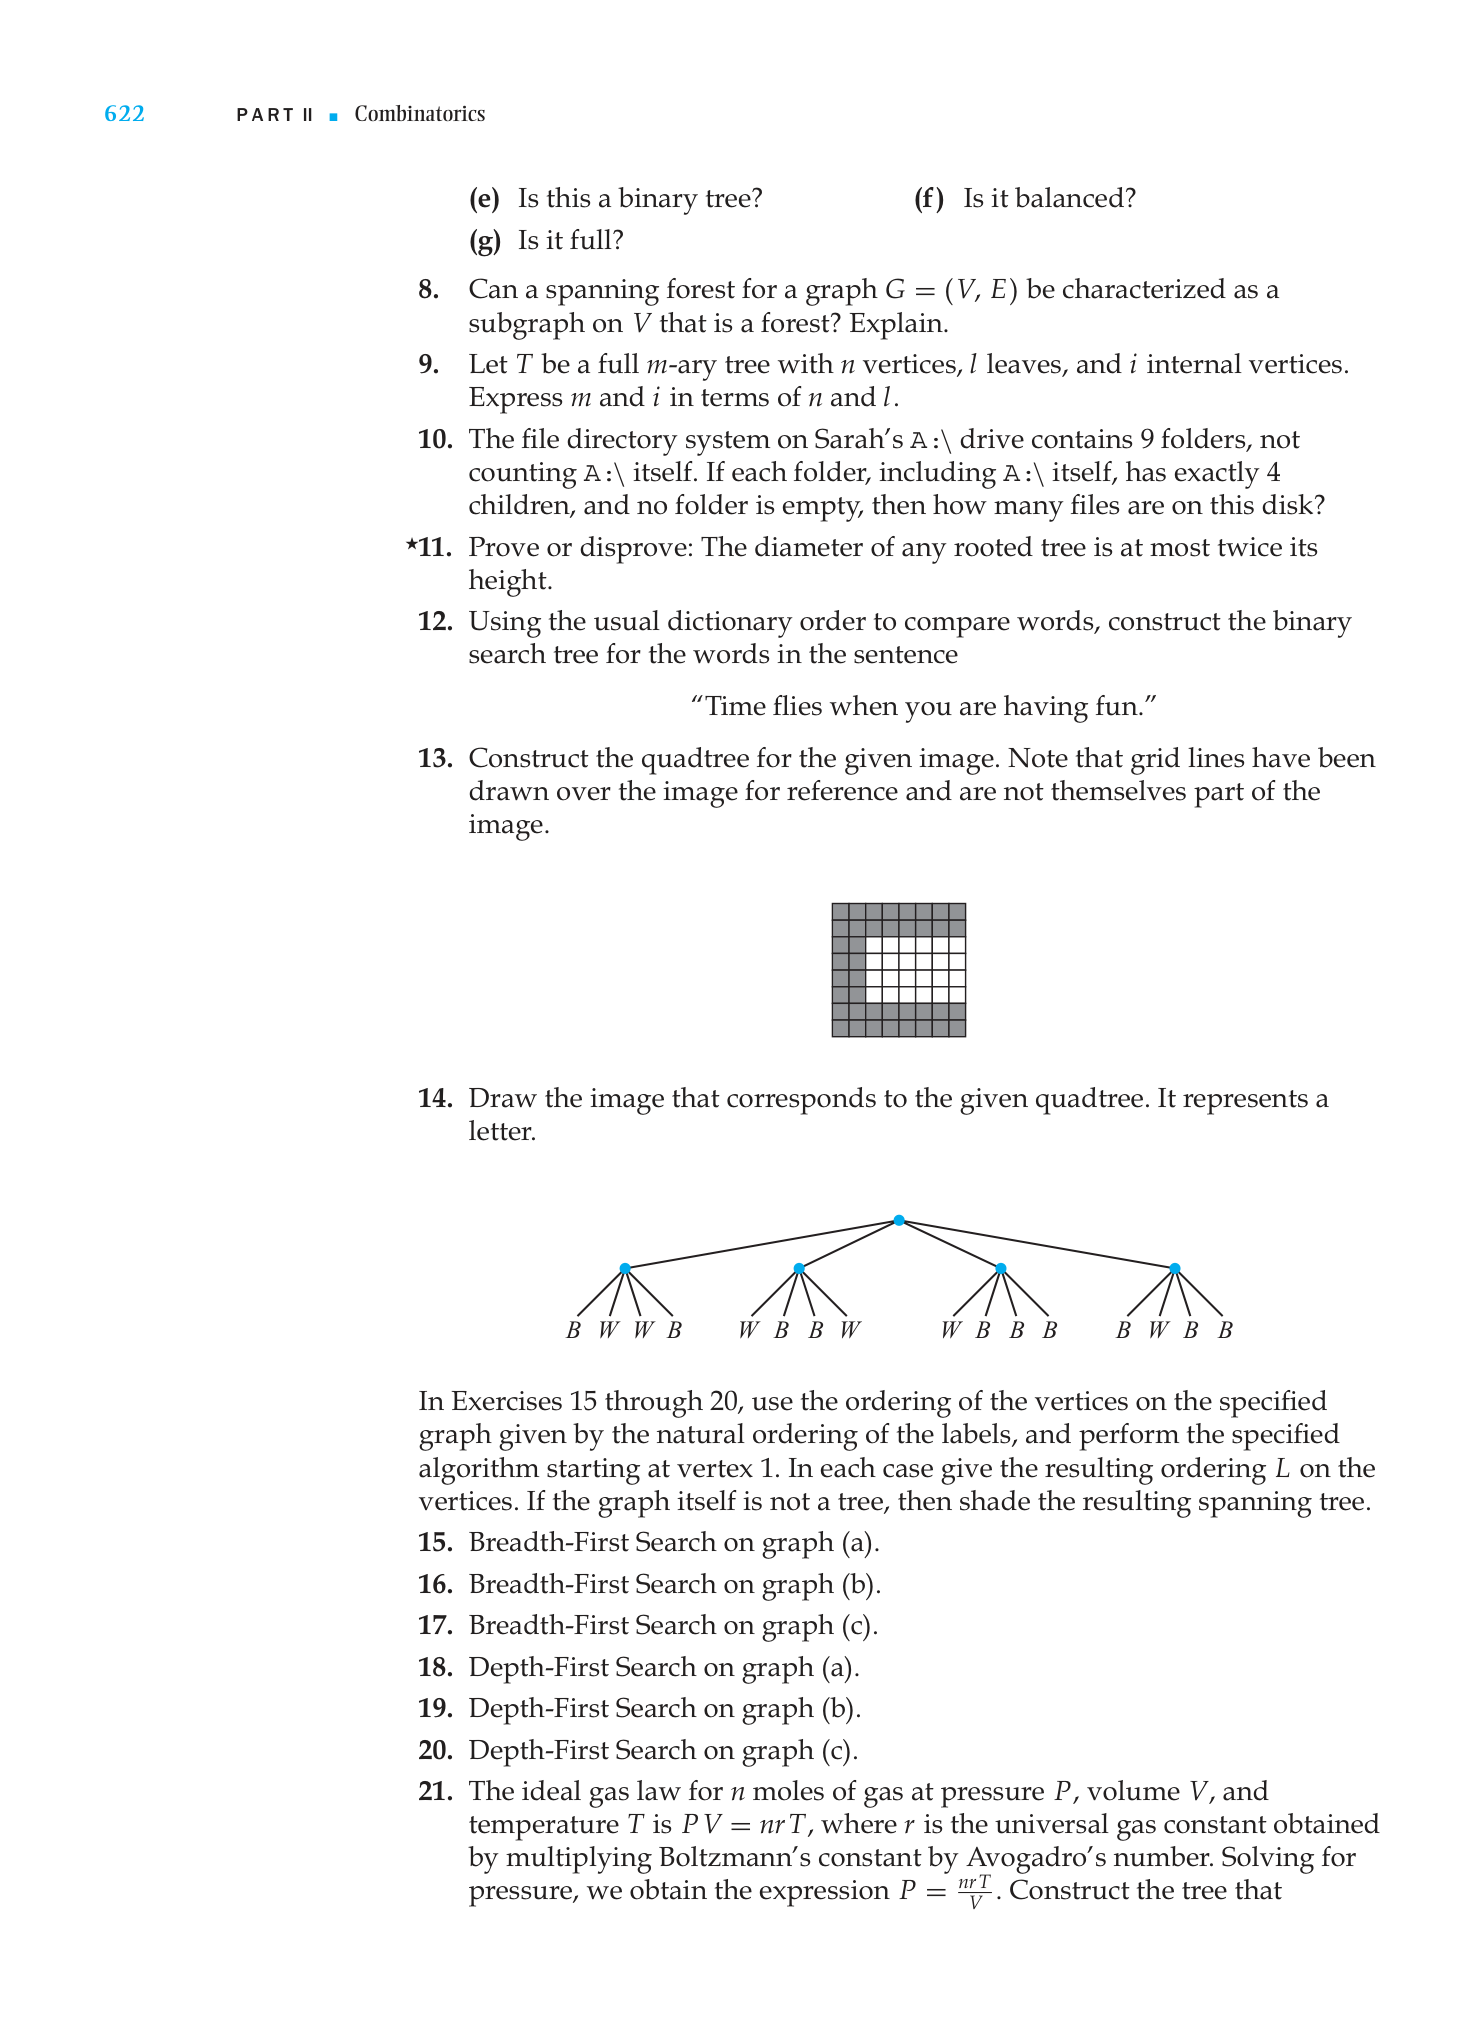 622 PART II ▪ Combinatorics
(e) Is this a binary tree? (f) Is it balanced?
(g) Is it full?
8. Can a spanning forest for a graph G = (V, E) be characterized as a
subgraph on V that is a forest? Explain.
9. Let T be a full m-ary tree with n vertices, l leaves, and i internal vertices.
Express m and i in terms of n and l.
10. The file directory system on Sarah’s A:\ drive contains 9 folders, not
counting A:\ itself. If each folder, including A:\ itself, has exactly 4
children, and no folder is empty, then how many files are on this disk?
★11. Prove or disprove: The diameter of any rooted tree is at most twice its
height.
12. Using the usual dictionary order to compare words, construct the binary
search tree for the words in the sentence
“Time flies when you are having fun.”
13. Construct the quadtree for the given image. Note that grid lines have been
drawn over the image for reference and are not themselves part of the
image.
14. Draw the image that corresponds to the given quadtree. It represents a
letter.
B W W B W B B W W B B B B W B B
In Exercises 15 through 20, use the ordering of the vertices on the specified
graph given by the natural ordering of the labels, and perform the specified
algorithm starting at vertex 1. In each case give the resulting ordering L on the
vertices. If the graph itself is not a tree, then shade the resulting spanning tree.
15. Breadth-First Search on graph (a).
16. Breadth-First Search on graph (b).
17. Breadth-First Search on graph (c).
18. Depth-First Search on graph (a).
19. Depth-First Search on graph (b).
20. Depth-First Search on graph (c).
21. The ideal gas law for n moles of gas at pressure P, volume V, and
temperature T is PV = nrT, where r is the universal gas constant obtained
by multiplying Boltzmann’s constant by Avogadro’s number. Solving for
pressure, we obtain the expression P = nrT/V. Construct the tree that